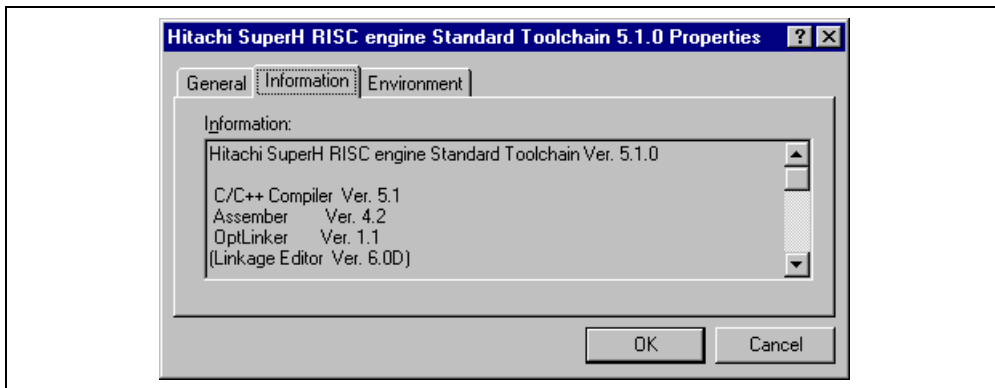 Hitachi SuperH RISC engine Standard Toolchain 5.1.0 Properties
General Information Environment
Information:
Hitachi SuperH RISC engine Standard Toolchain Ver. 5.1.0
C/C++ Compiler Ver. 5.1
Assember Ver. 4.2
OptLinker Ver. 1.1
(Linkage Editor Ver. 6.0D)
OK Cancel